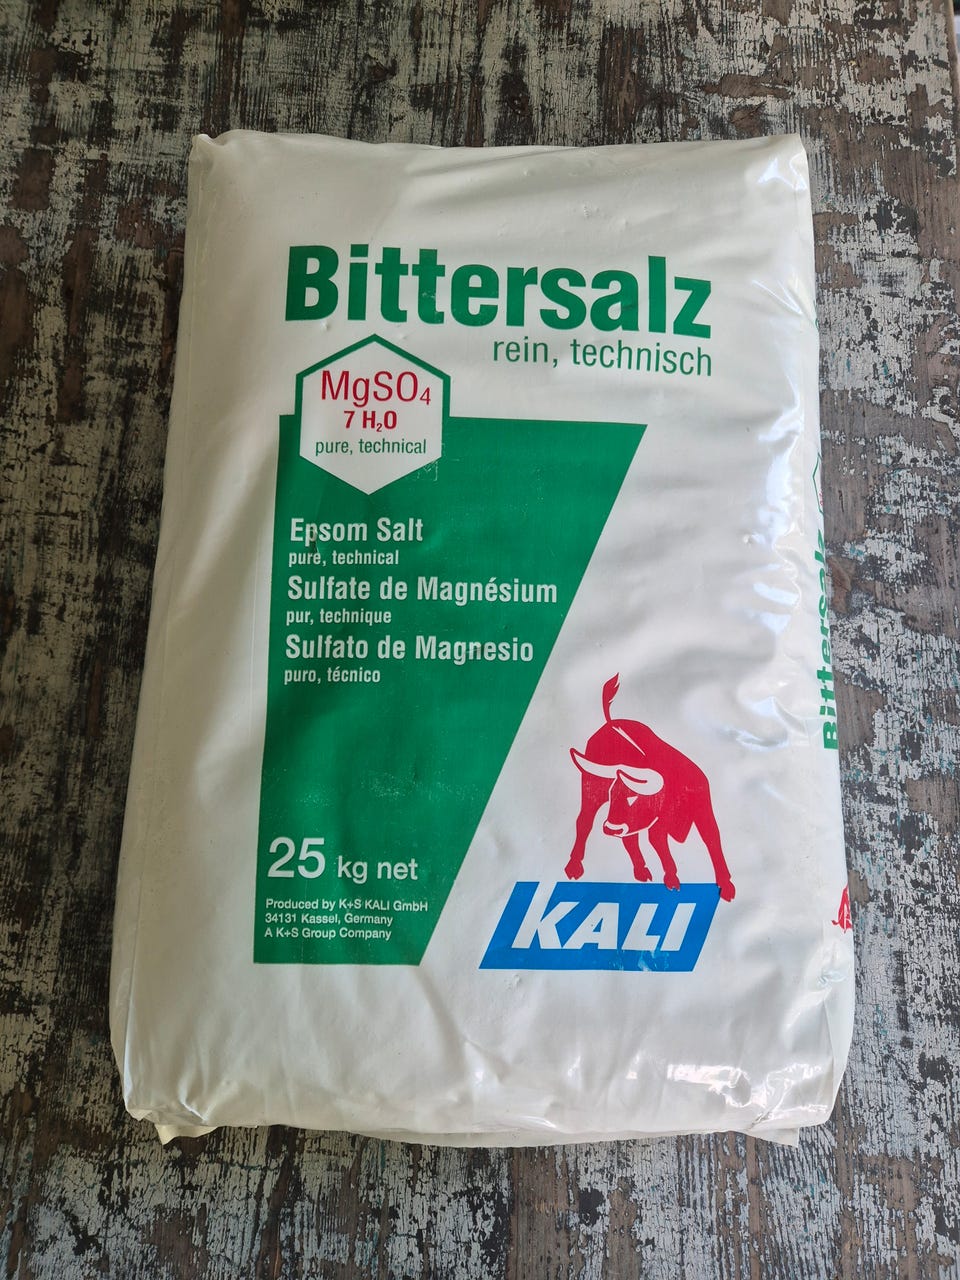 Bittersalz
rein, technisch
MgSO₄
7 H₂O
pure, technical
Epsom Salt
pure, technical
Sulfate de Magnésium
pur, technique
Sulfato de Magnesio
puro, técnico
25 kg net
Produced by K+S KALI GmbH
34131 Kassel, Germany
A K+S Group Company
KALI
Bittersalz